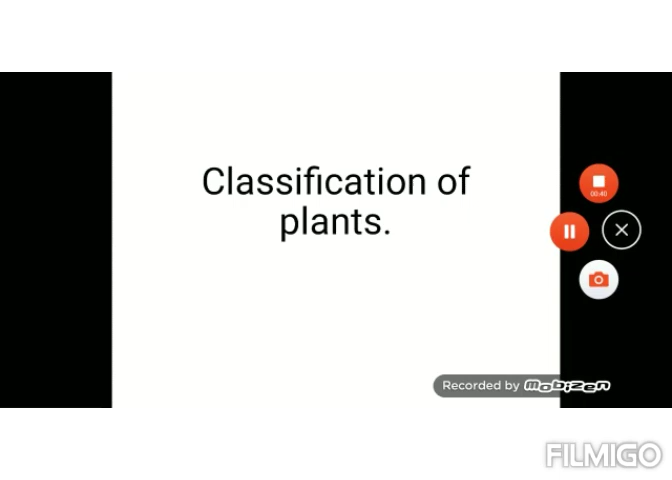 Classification of
plants.
00:40
Recorded by Mobizen
FILMIGO